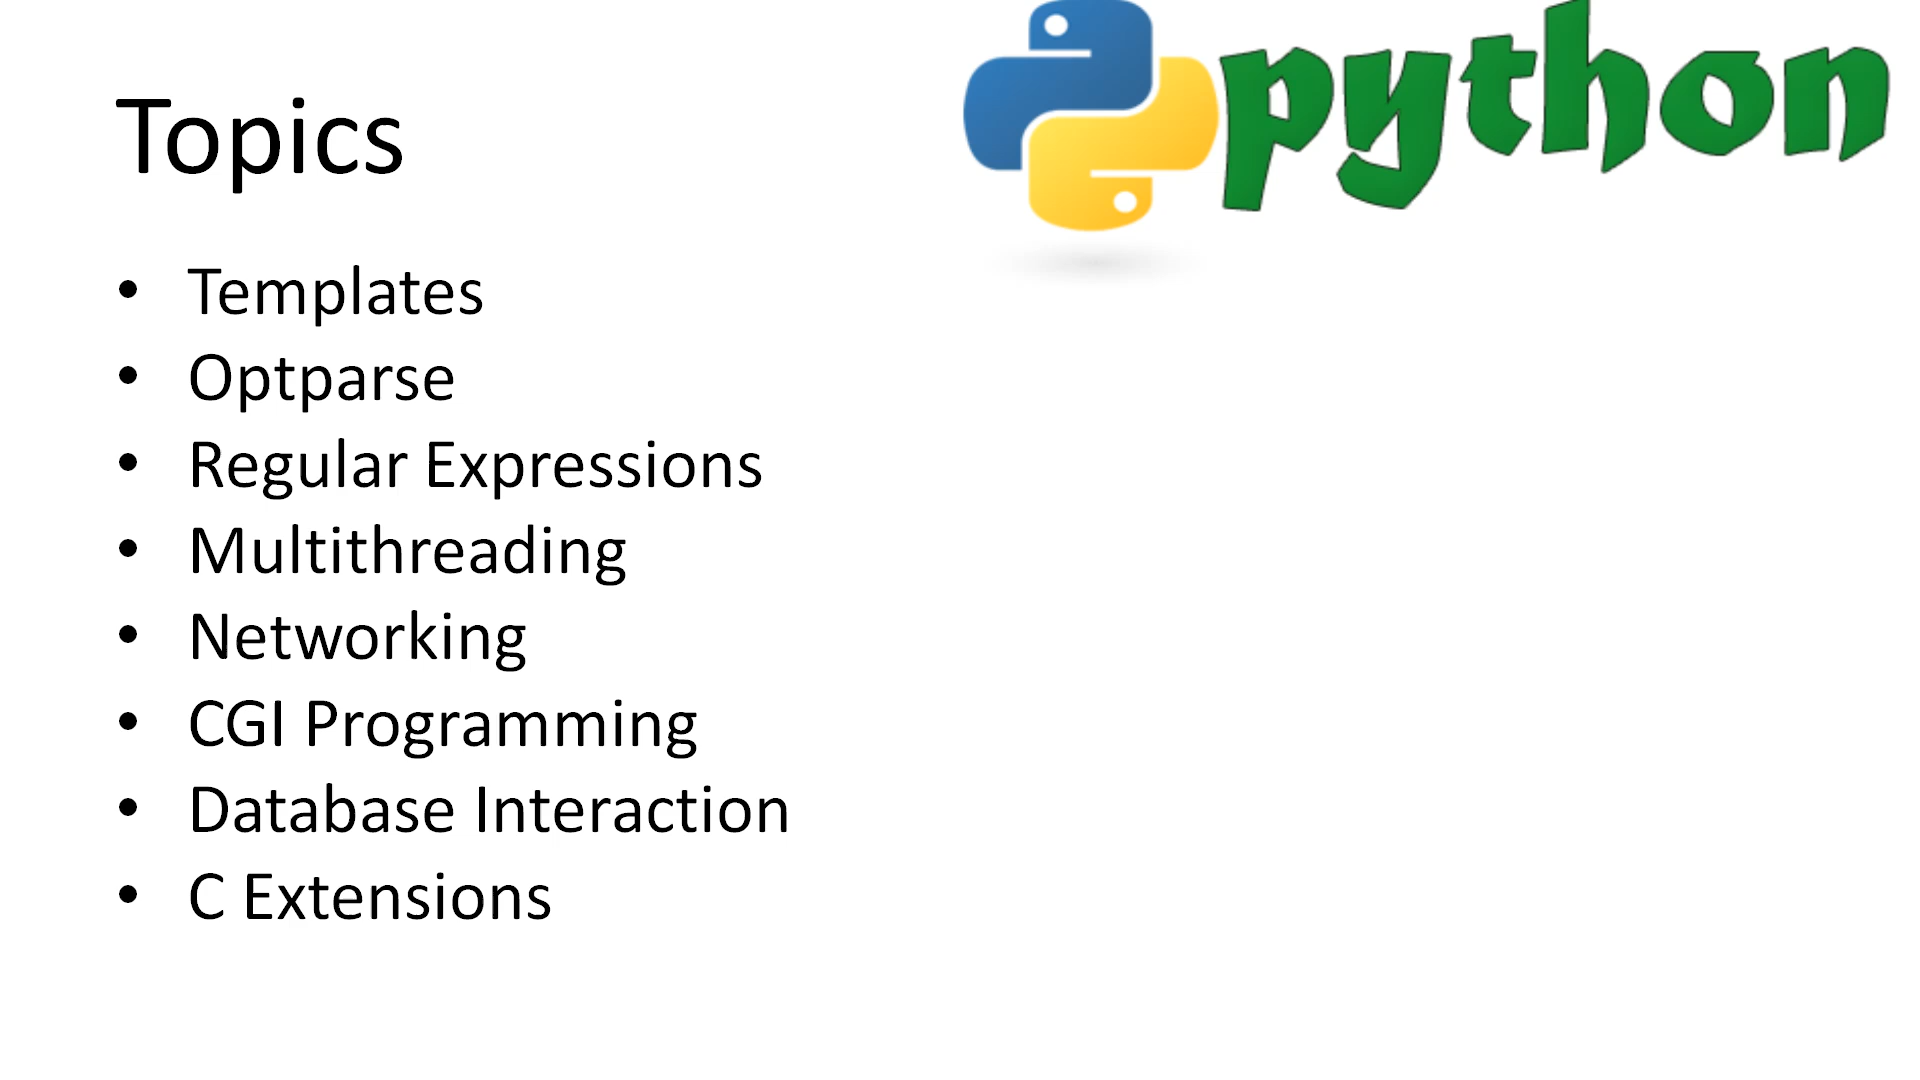 python
Topics
• Templates
• Optparse
• Regular Expressions
• Multithreading
• Networking
• CGI Programming
• Database Interaction
• C Extensions